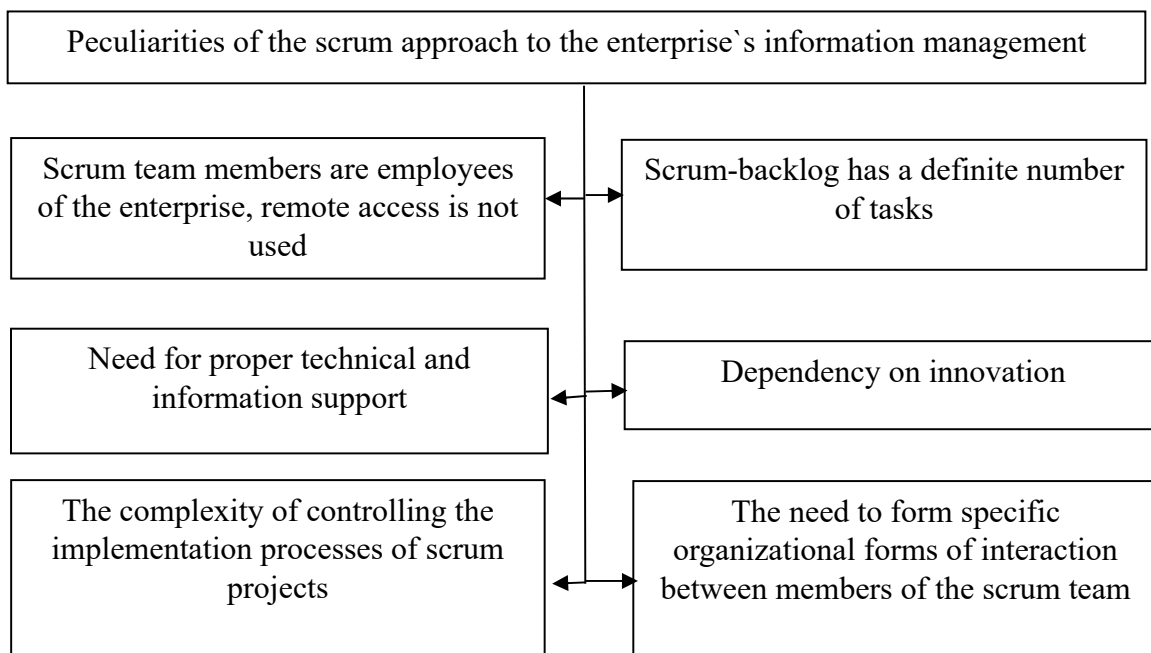 Peculiarities of the scrum approach to the enterprise`s information management
Scrum team members are employees
of the enterprise, remote access is not
used
Scrum-backlog has a definite number
of tasks
Need for proper technical and
information support
Dependency on innovation
The complexity of controlling the
implementation processes of scrum
projects
The need to form specific
organizational forms of interaction
between members of the scrum team